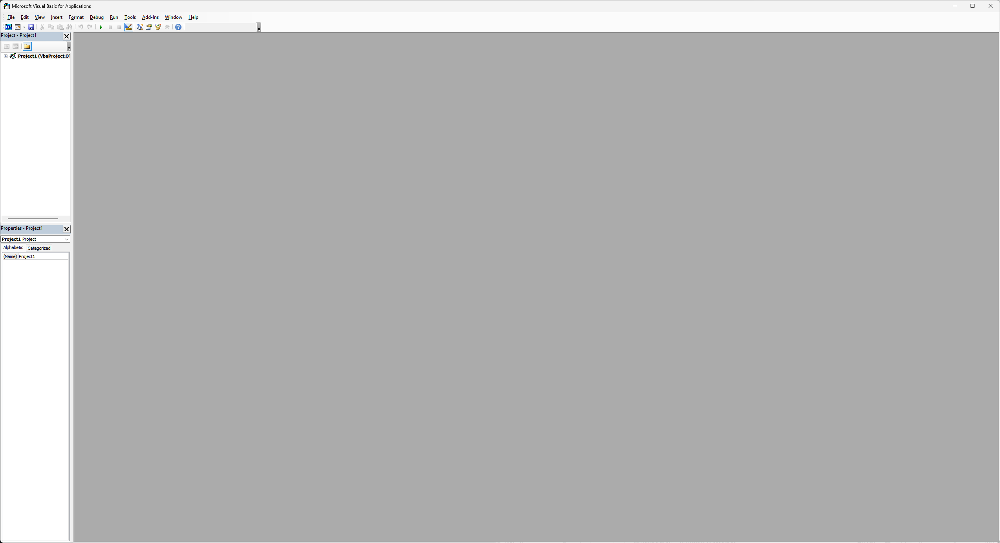 Microsoft Visual Basic for Applications
File Edit View Insert Format Debug Run Tools Add-Ins Window Help
Project - Project1
Project1 (VbaProject.OT
Properties - Project1
Project1 Project
Alphabetic Categorized
(Name) Project1